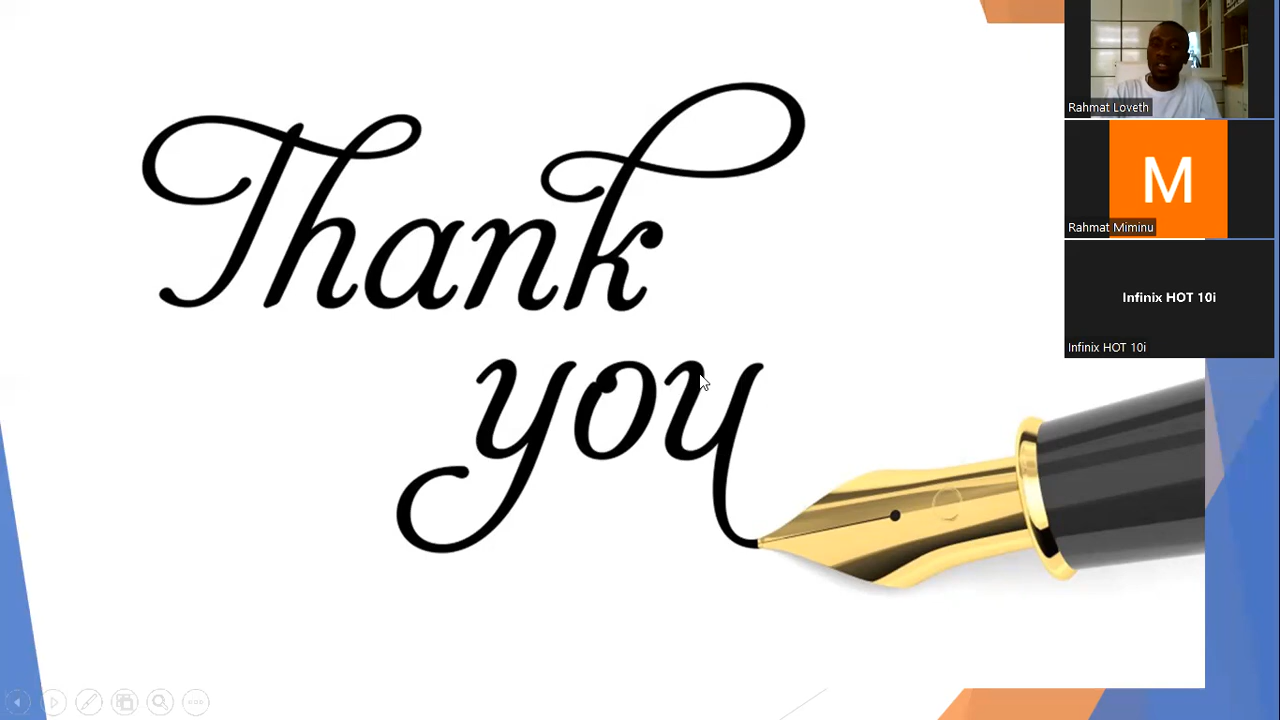 Thank
you
Rahmat Loveth
M
Rahmat Miminu
Infinix HOT 10i
Infinix HOT 10i